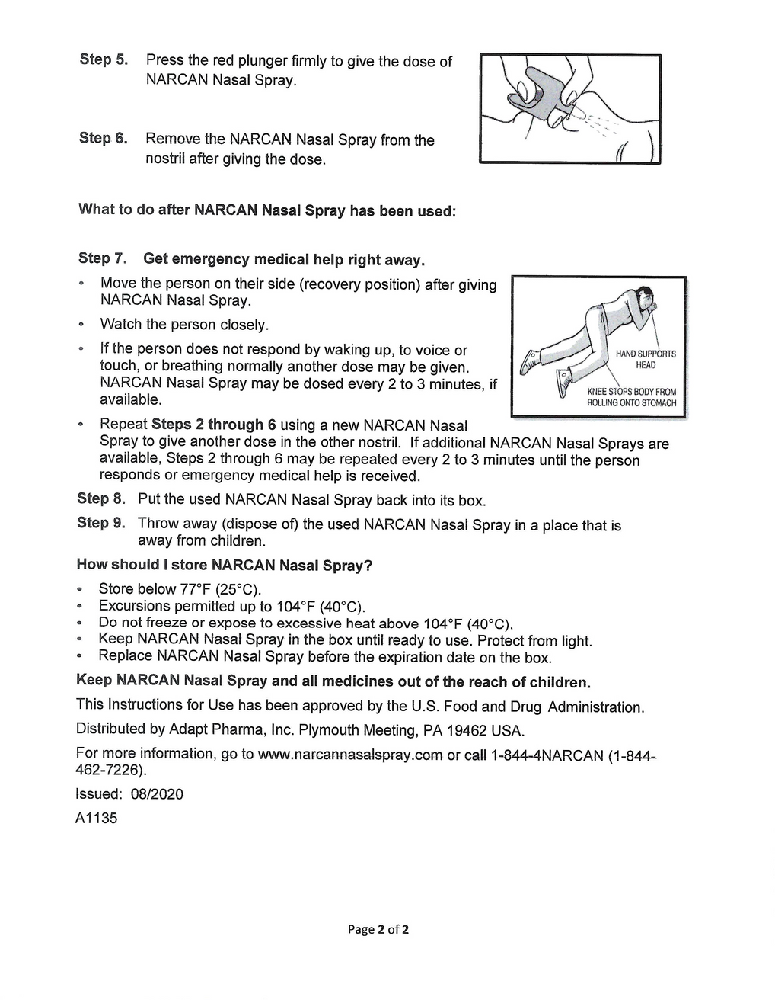 Step 5. Press the red plunger firmly to give the dose of
NARCAN Nasal Spray.
Step 6. Remove the NARCAN Nasal Spray from the
nostril after giving the dose.
What to do after NARCAN Nasal Spray has been used:
Step 7. Get emergency medical help right away.
• Move the person on their side (recovery position) after giving
NARCAN Nasal Spray.
• Watch the person closely.
• If the person does not respond by waking up, to voice or
touch, or breathing normally another dose may be given.
NARCAN Nasal Spray may be dosed every 2 to 3 minutes, if
available.
HAND SUPPORTS
HEAD
KNEE STOPS BODY FROM
ROLLING ONTO STOMACH
• Repeat Steps 2 through 6 using a new NARCAN Nasal
Spray to give another dose in the other nostril. If additional NARCAN Nasal Sprays are
available, Steps 2 through 6 may be repeated every 2 to 3 minutes until the person
responds or emergency medical help is received.
Step 8. Put the used NARCAN Nasal Spray back into its box.
Step 9. Throw away (dispose of) the used NARCAN Nasal Spray in a place that is
away from children.
How should I store NARCAN Nasal Spray?
• Store below 77°F (25°C).
• Excursions permitted up to 104°F (40°C).
• Do not freeze or expose to excessive heat above 104°F (40°C).
• Keep NARCAN Nasal Spray in the box until ready to use. Protect from light.
• Replace NARCAN Nasal Spray before the expiration date on the box.
Keep NARCAN Nasal Spray and all medicines out of the reach of children.
This Instructions for Use has been approved by the U.S. Food and Drug Administration.
Distributed by Adapt Pharma, Inc. Plymouth Meeting, PA 19462 USA.
For more information, go to www.narcannasalspray.com or call 1-844-4NARCAN (1-844-
462-7226).
Issued: 08/2020
A1135
Page 2 of 2